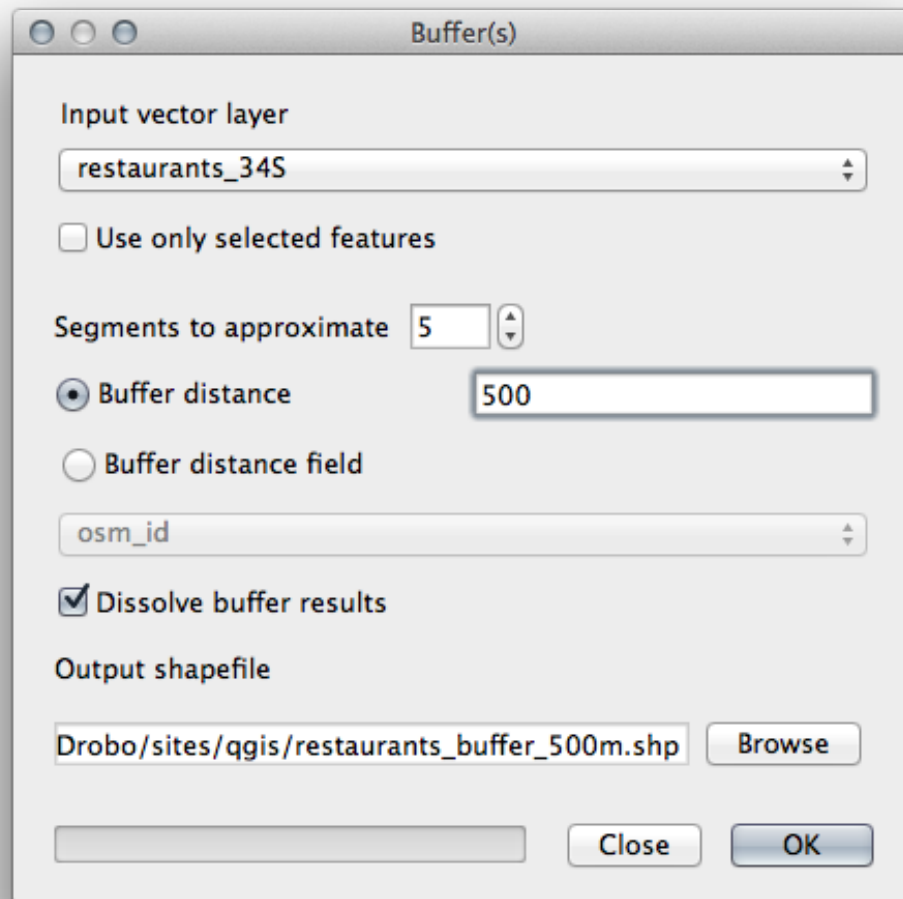 Buffer(s)
Input vector layer
restaurants_34S
Use only selected features
Segments to approximate 5
Buffer distance 500
Buffer distance field
osm_id
Dissolve buffer results
Output shapefile
Drobo/sites/qgis/restaurants_buffer_500m.shp Browse
Close OK